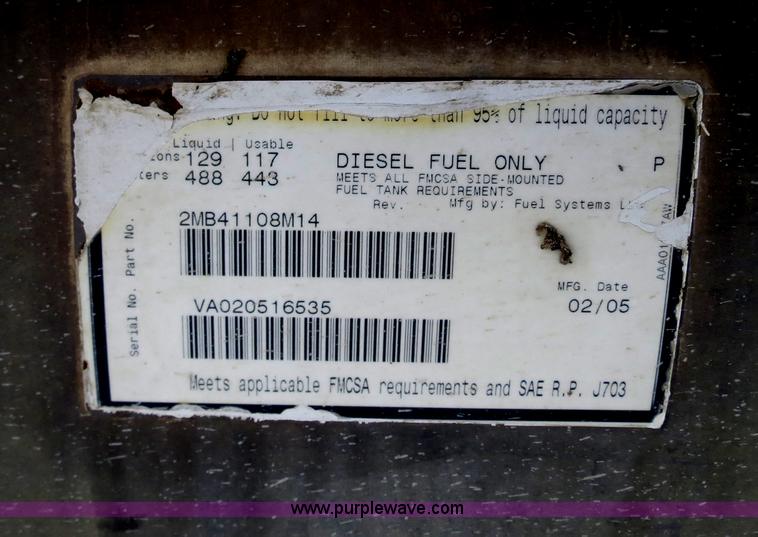 Do not fill to more than 95% of liquid capacity
Liquid | Usable
129 117
488 443
DIESEL FUEL ONLY
P
MEETS ALL FMCSA SIDE-MOUNTED
FUEL TANK REQUIREMENTS
Rev. Mfg by: Fuel Systems
Part No.
2MB41108M14
MFG. Date
02/05
Serial No.
VA020516535
Meets applicable FMCSA requirements and SAE R.P. J703
www.purplewave.com